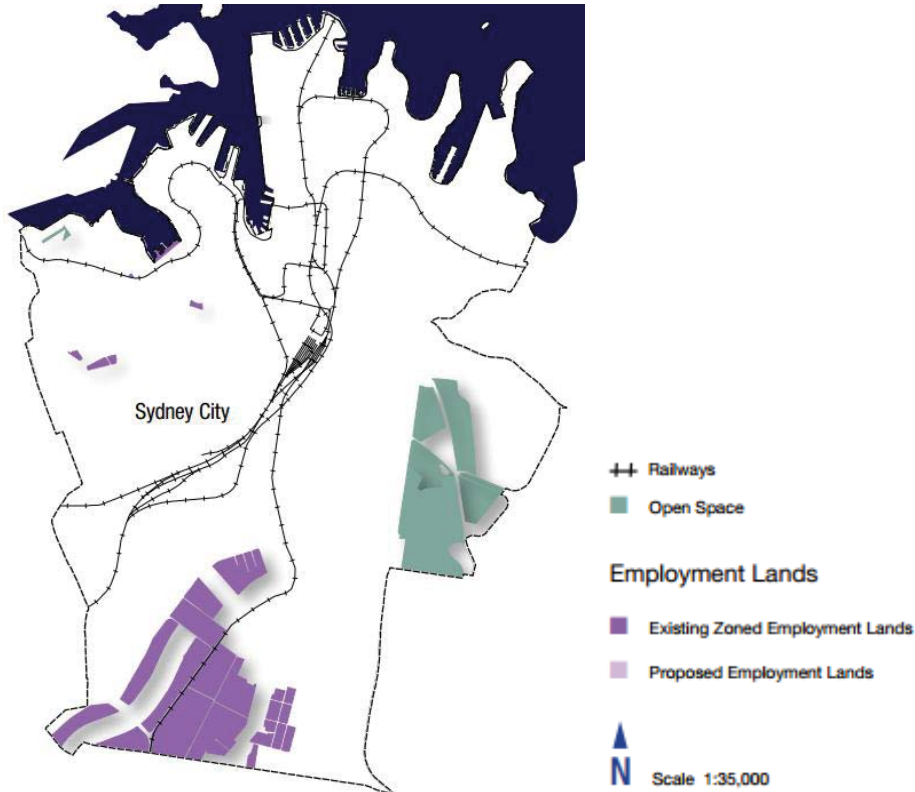 Sydney City
Railways
Open Space
Employment Lands
Existing Zoned Employment Lands
Proposed Employment Lands
N
Scale 1:35,000